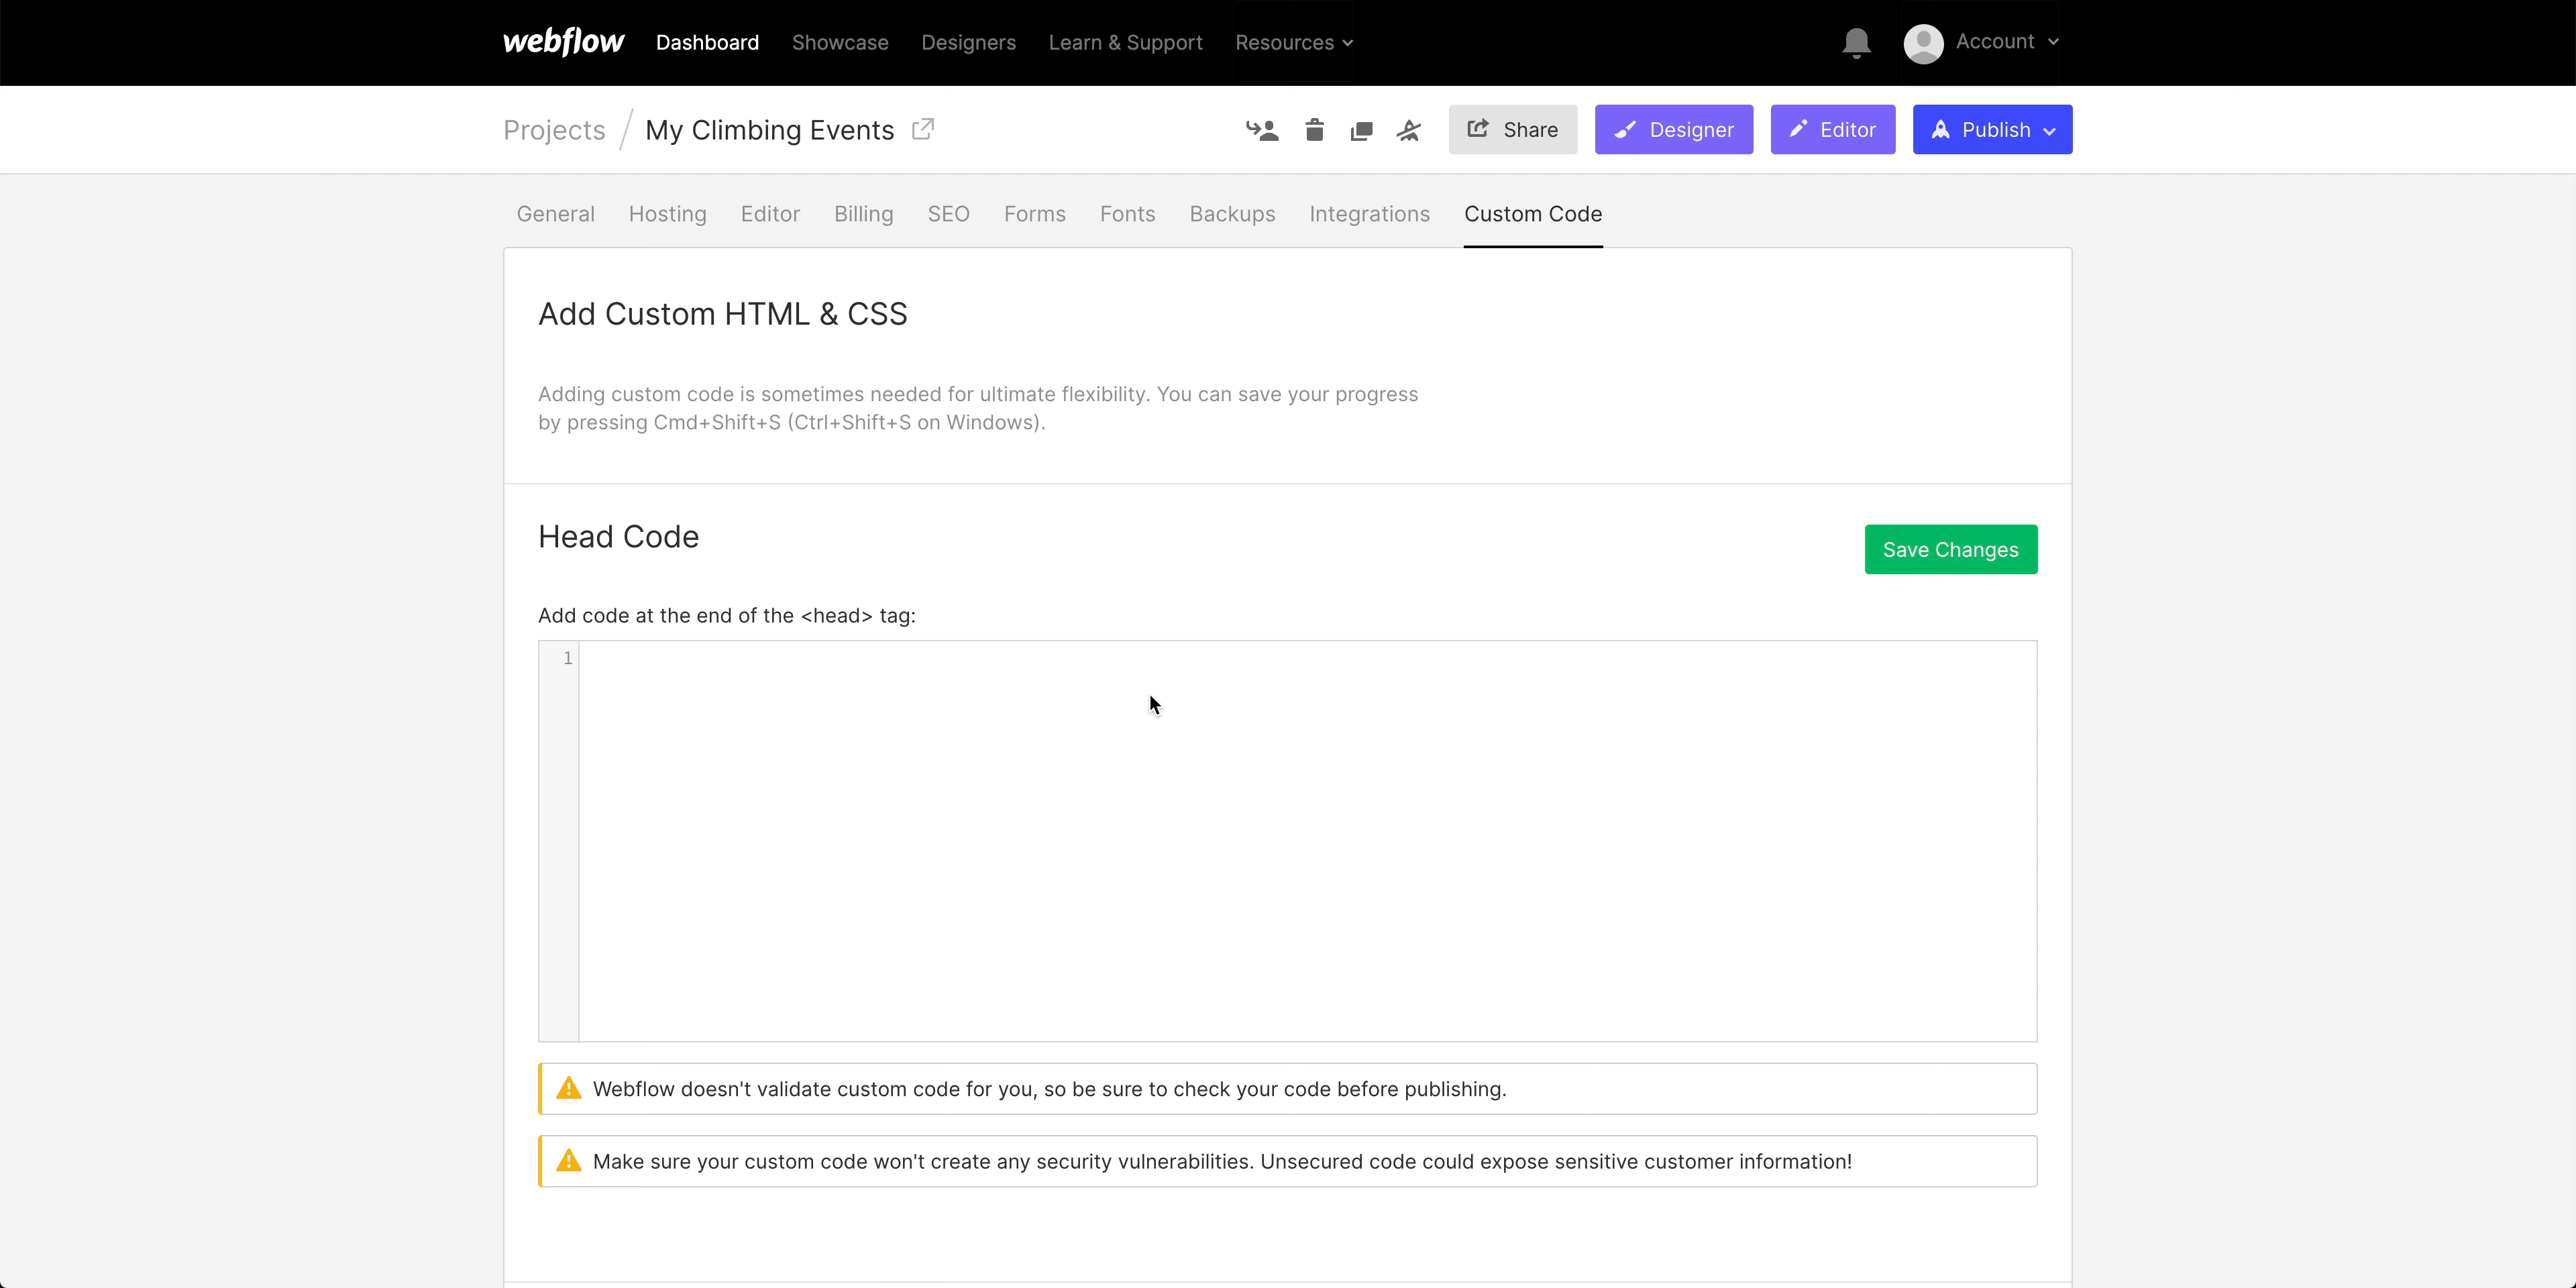 webflow Dashboard Showcase Designers Learn & Support Resources Account
Projects / My Climbing Events Share Designer Editor Publish
General Hosting Editor Billing SEO Forms Fonts Backups Integrations Custom Code
Add Custom HTML & CSS
Adding custom code is sometimes needed for ultimate flexibility. You can save your progress
by pressing Cmd+Shift+S (Ctrl+Shift+S on Windows).
Head Code
Save Changes
Add code at the end of the <head> tag:
1
Webflow doesn't validate custom code for you, so be sure to check your code before publishing.
Make sure your custom code won't create any security vulnerabilities. Unsecured code could expose sensitive customer information!